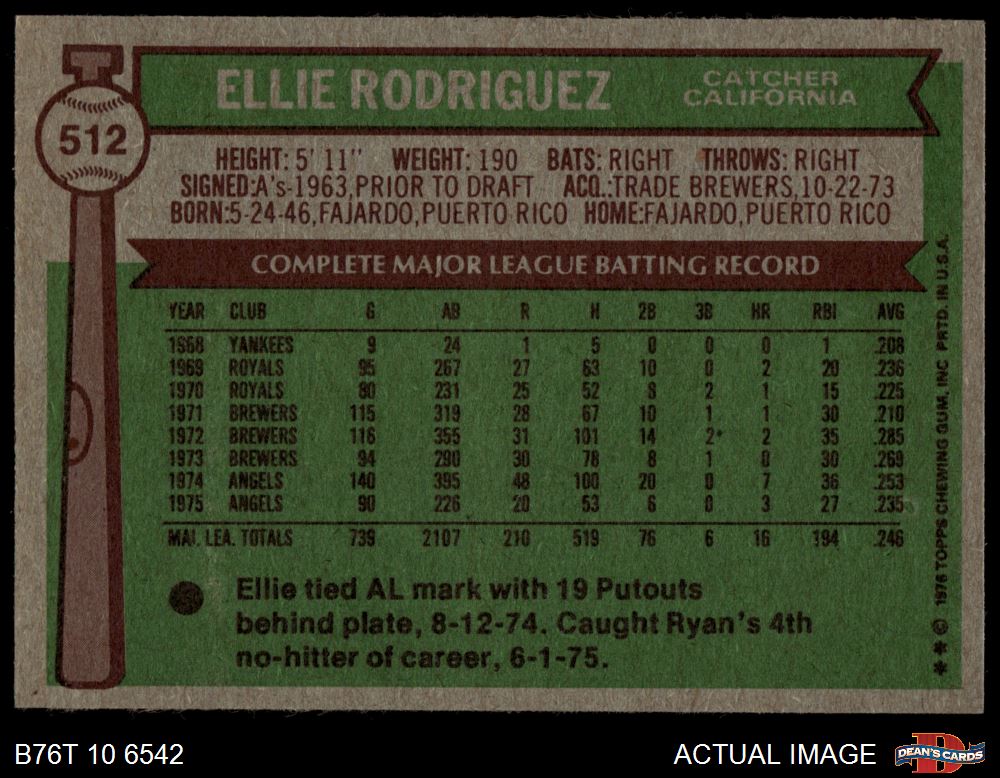 ELLIE RODRIGUEZ
CATCHER
CALIFORNIA
512
HEIGHT: 5' 11" WEIGHT: 190 BATS: RIGHT THROWS: RIGHT
SIGNED:A's-1963,PRIOR TO DRAFT ACQ.:TRADE BREWERS,10-22-73
BORN:5-24-46,FAJARDO,PUERTO RICO HOME:FAJARDO,PUERTO RICO
COMPLETE MAJOR LEAGUE BATTING RECORD
YEAR CLUB G AB R H 2B 3B HR RBI AVG
1968 YANKEES 9 24 1 5 0 0 0 1 .208
1969 ROYALS 95 267 27 63 10 0 2 20 .236
1970 ROYALS 80 231 25 52 8 2 1 15 .225
1971 BREWERS 115 319 28 67 10 1 1 30 .210
1972 BREWERS 116 355 31 101 14 2 2 35 .285
1973 BREWERS 94 290 30 78 8 1 0 30 .269
1974 ANGELS 140 395 48 100 20 0 7 36 .253
1975 ANGELS 90 226 20 53 6 0 3 27 .235
MAJ. LEA. TOTALS 739 2107 210 519 76 6 16 194 .246
Ellie tied AL mark with 19 Putouts
behind plate, 8-12-74. Caught Ryan's 4th
no-hitter of career, 6-1-75.
** © 1976 TOPPS CHEWING GUM, INC PRTD. IN U.S.A.
B76T 10 6542
ACTUAL IMAGE
DEAN'S CARDS